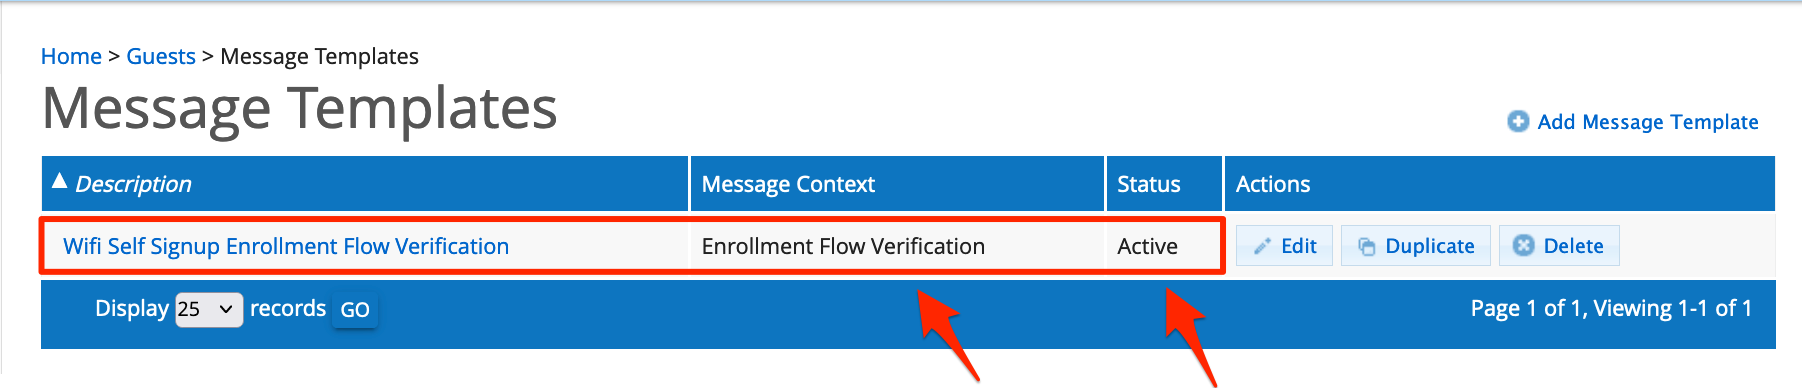 Home > Guests > Message Templates
Message Templates
Add Message Template
Description Message Context Status Actions
Wifi Self Signup Enrollment Flow Verification Enrollment Flow Verification Active Edit Duplicate Delete
Display 25 records GO Page 1 of 1, Viewing 1-1 of 1